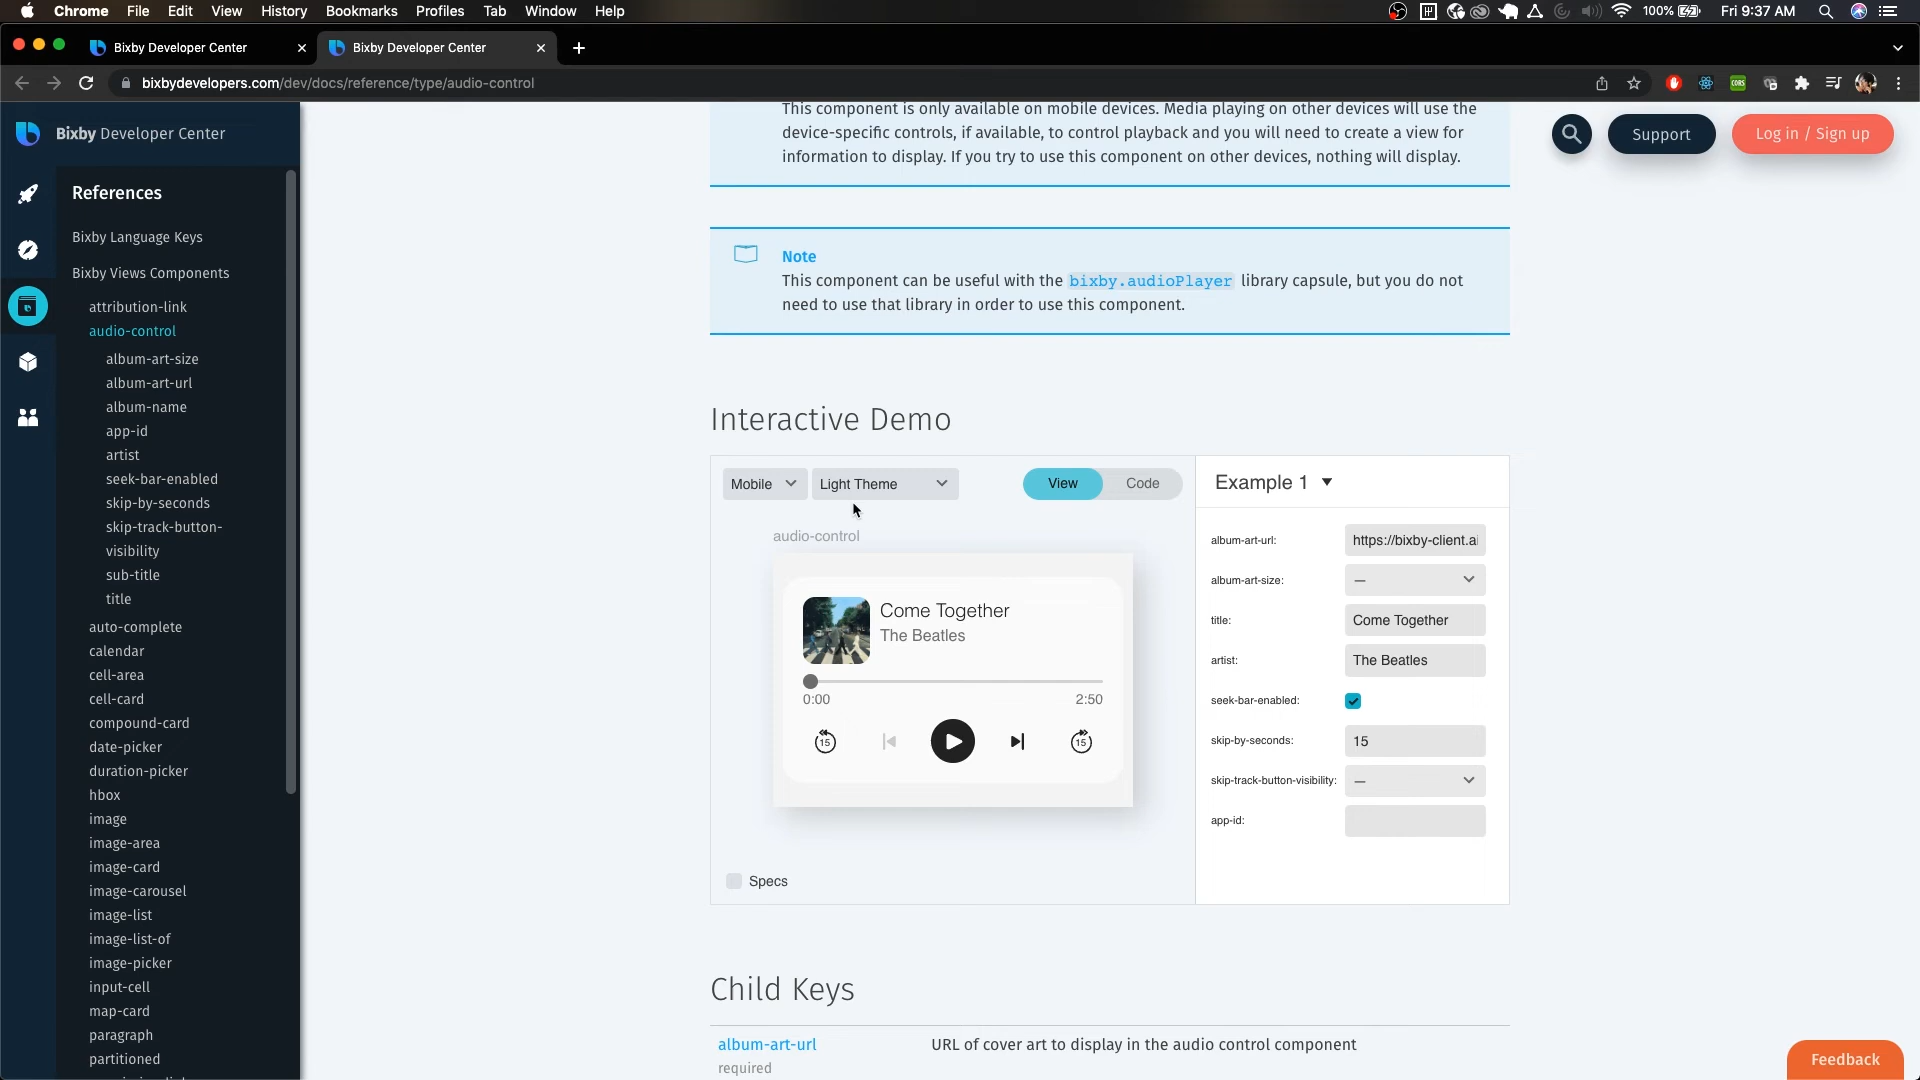 Chrome File Edit View History Bookmarks Profiles Tab Window Help
100% Fri 9:37 AM
Bixby Developer Center
Bixby Developer Center
bixbydevelopers.com/dev/docs/reference/type/audio-control
CORS
Bixby Developer Center
References
Bixby Language Keys
Bixby Views Components
attribution-link
audio-control
album-art-size
album-art-url
album-name
app-id
artist
seek-bar-enabled
skip-by-seconds
skip-track-button-
visibility
sub-title
title
auto-complete
calendar
cell-area
cell-card
compound-card
date-picker
duration-picker
hbox
image
image-area
image-card
image-carousel
image-list
image-list-of
image-picker
input-cell
map-card
paragraph
partitioned
This component is only available on mobile devices. Media playing on other devices will use the
device-specific controls, if available, to control playback and you will need to create a view for
information to display. If you try to use this component on other devices, nothing will display.
Support
Log in / Sign up
Note
This component can be useful with the bixby.audioPlayer library capsule, but you do not
need to use that library in order to use this component.
Interactive Demo
Mobile
Light Theme
View
Code
audio-control
Come Together
The Beatles
0:00
2:50
15
15
Specs
Example 1
album-art-url: https://bixby-client.ai
album-art-size: —
title: Come Together
artist: The Beatles
seek-bar-enabled:
skip-by-seconds: 15
skip-track-button-visibility: —
app-id:
Child Keys
album-art-url URL of cover art to display in the audio control component
required
Feedback